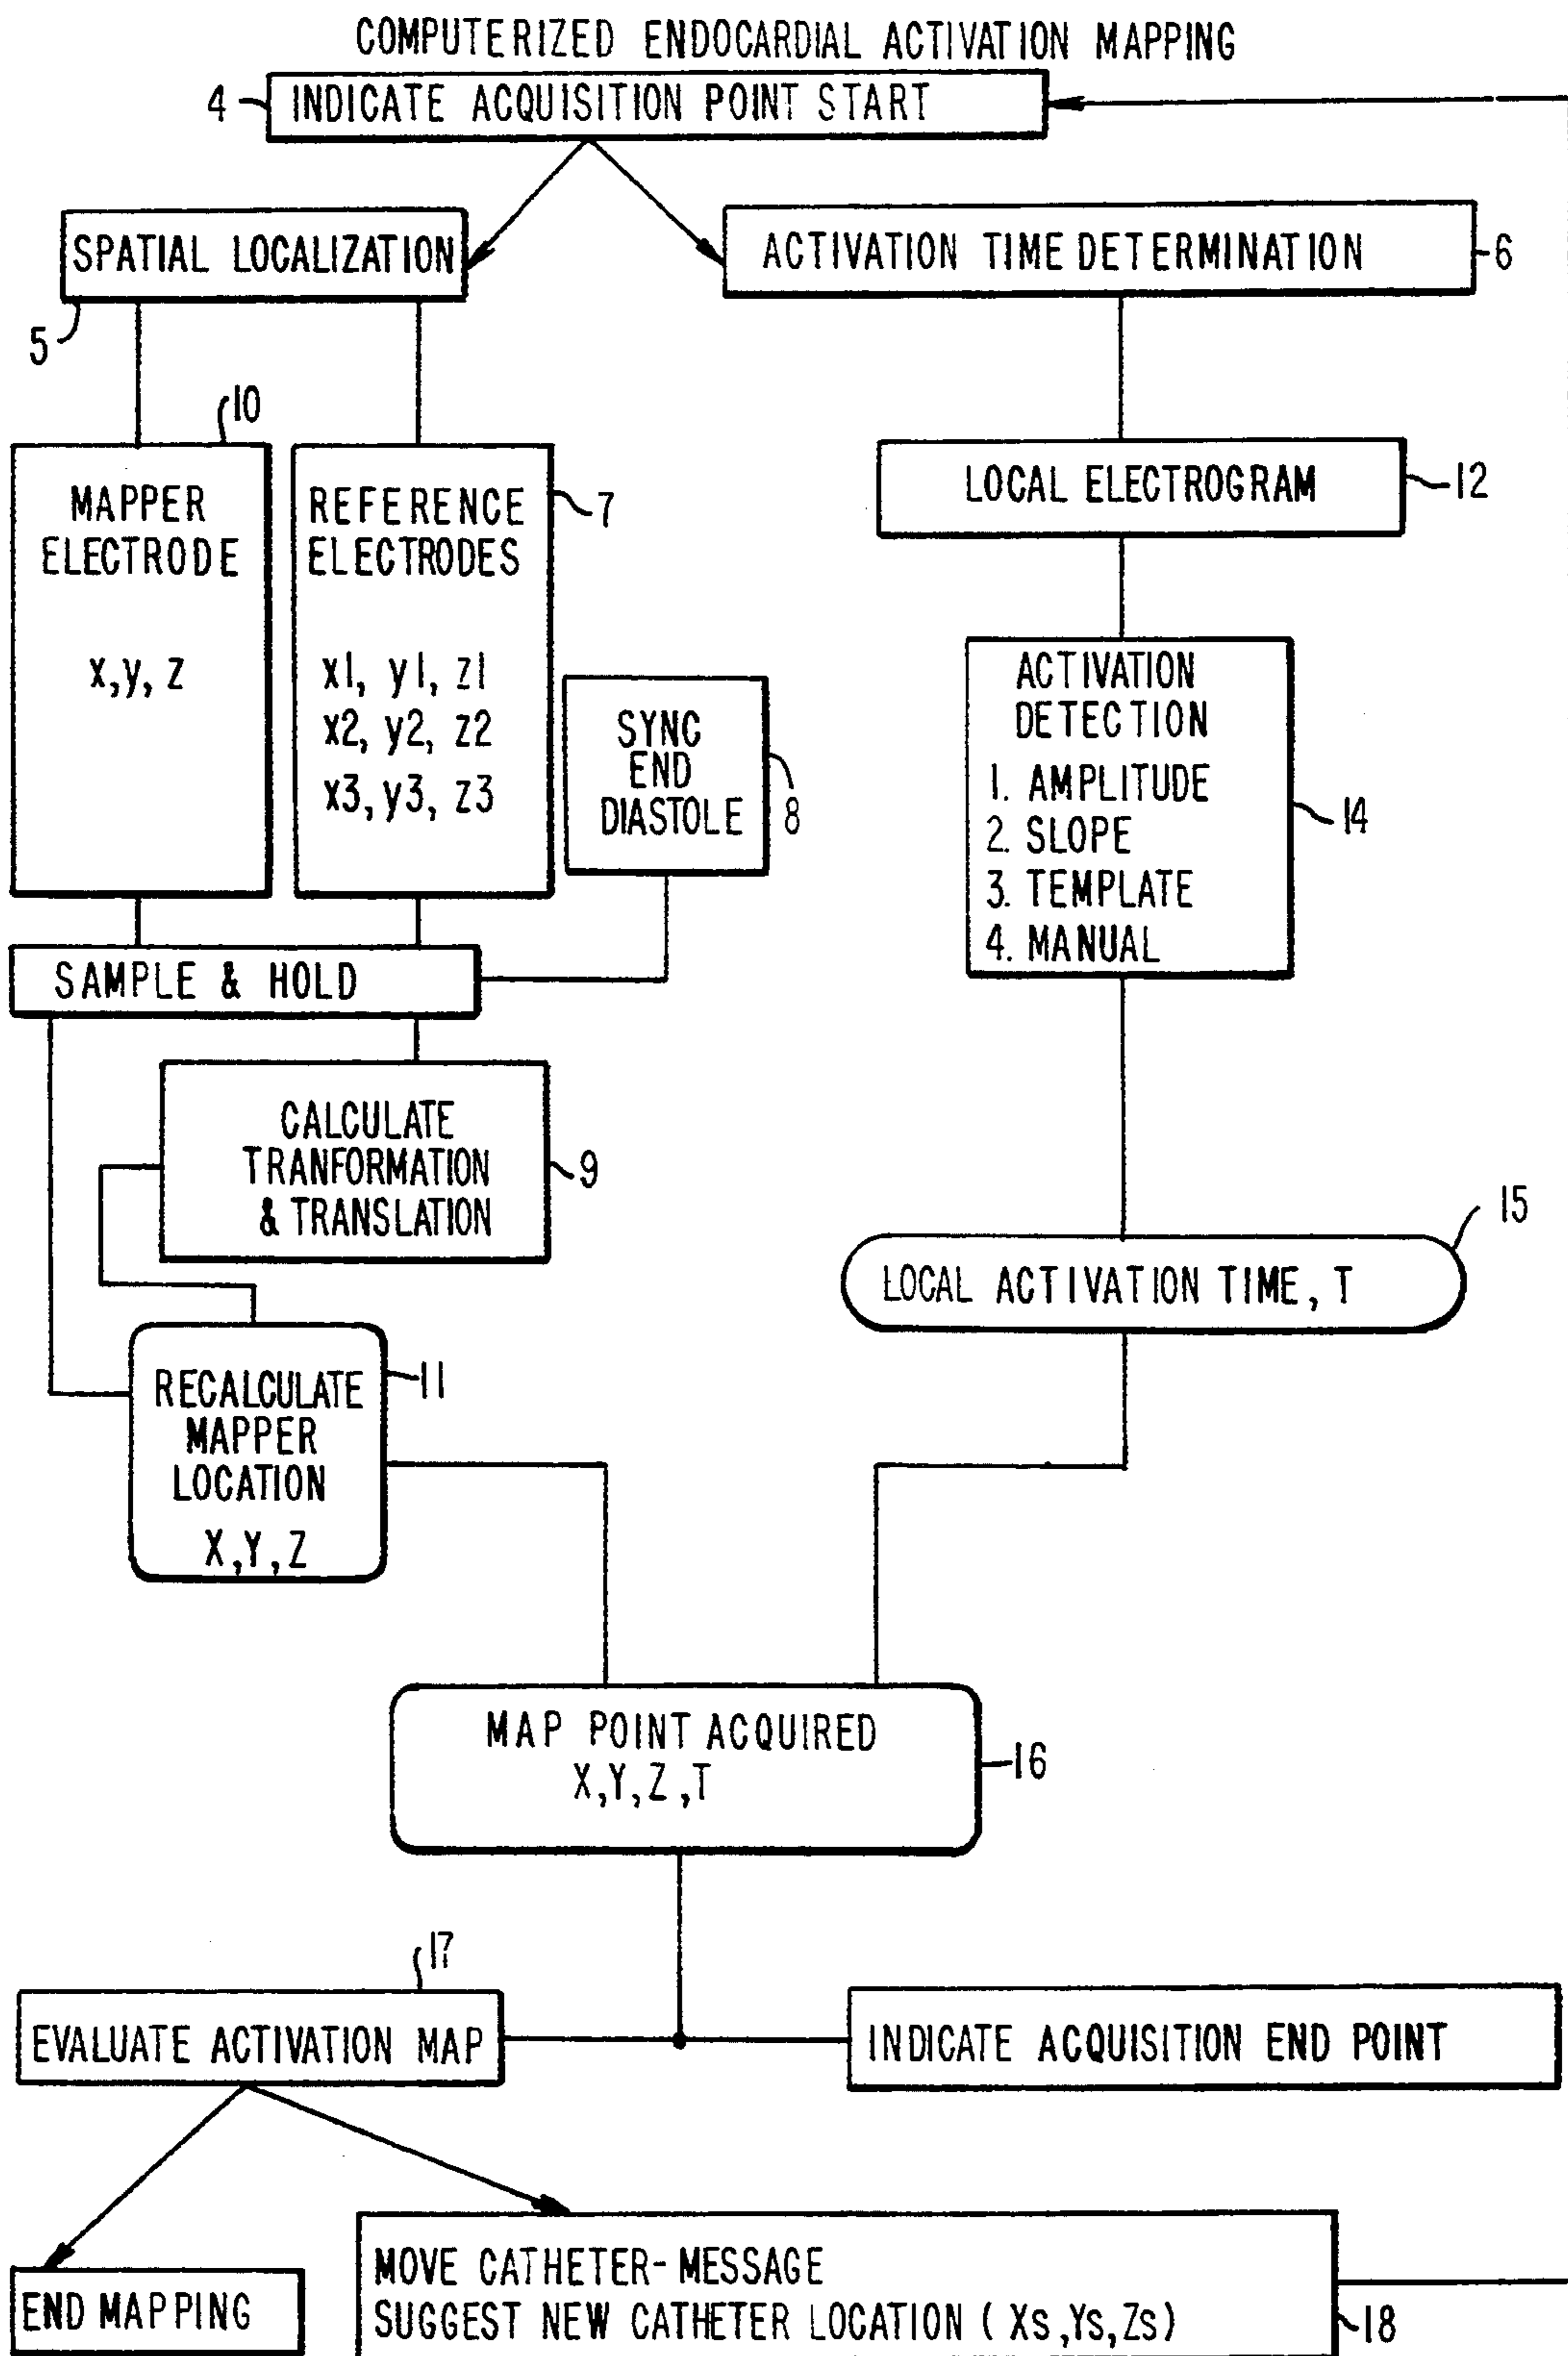 COMPUTERIZED ENDOCARDIAL ACTIVATION MAPPING
4
INDICATE ACQUISITION POINT START
SPATIAL LOCALIZATION
5
ACTIVATION TIME DETERMINATION
6
10
MAPPER
ELECTRODE
x,y, z
REFERENCE
ELECTRODES
7
x1, y1, z1
x2, y2, z2
x3, y3, z3
SYNC
END
DIASTOLE
8
LOCAL ELECTROGRAM
12
ACTIVATION
DETECTION
1. AMPLITUDE
2. SLOPE
3. TEMPLATE
4. MANUAL
14
SAMPLE & HOLD
CALCULATE
TRANFORMATION
& TRANSLATION
9
15
LOCAL ACTIVATION TIME, T
RECALCULATE
MAPPER
LOCATION
X,Y,Z
11
MAP POINT ACQUIRED
X,Y,Z,T
16
17
EVALUATE ACTIVATION MAP
INDICATE ACQUISITION END POINT
END MAPPING
MOVE CATHETER-MESSAGE
SUGGEST NEW CATHETER LOCATION ( Xs,Ys,Zs)
18